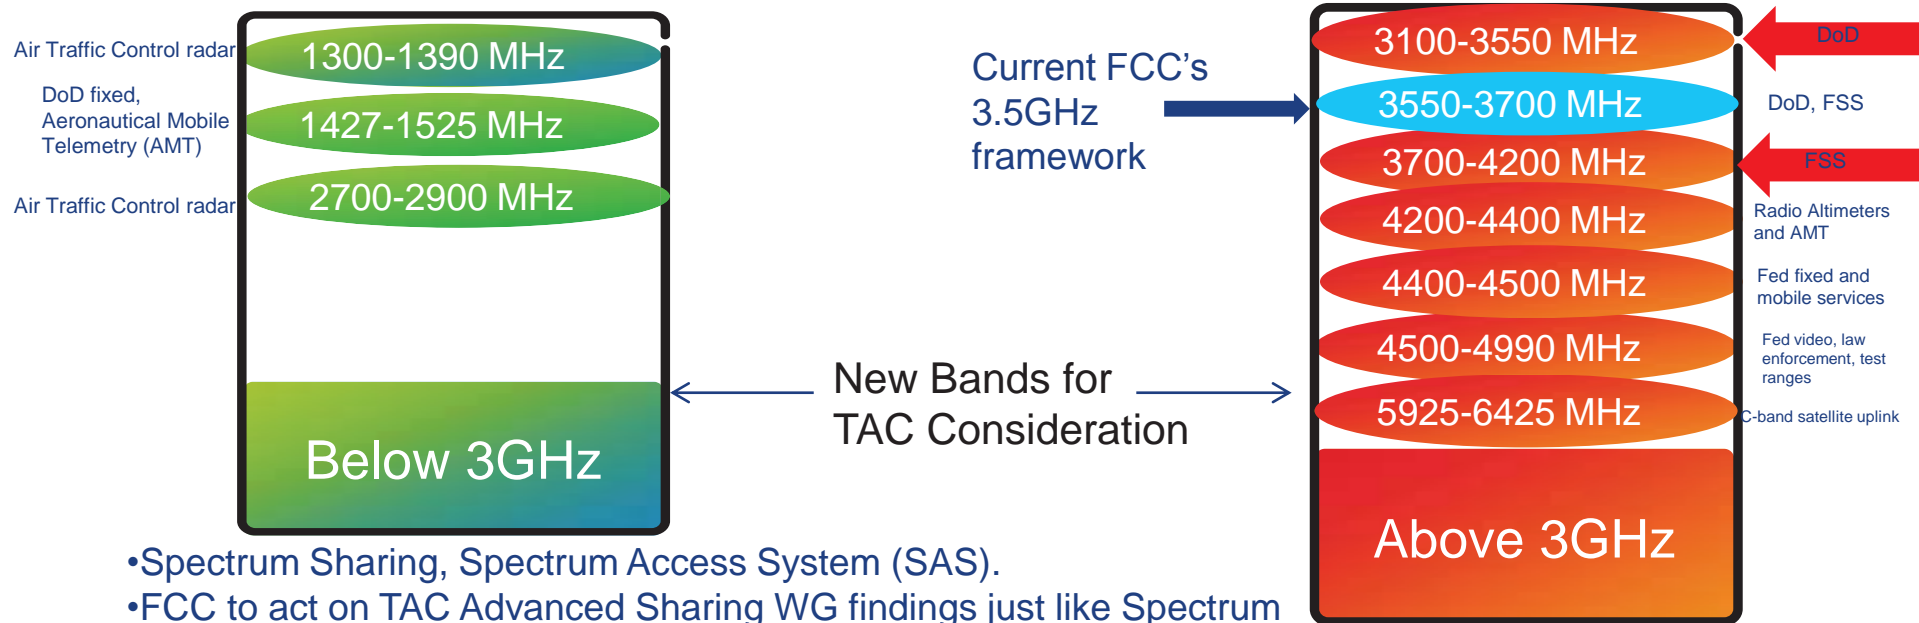 Air Traffic Control radar
1300-1390 MHz
DoD fixed,
Aeronautical Mobile
Telemetry (AMT)
1427-1525 MHz
2700-2900 MHz
Air Traffic Control radar
Below 3GHz
Current FCC's
3.5GHz
framework
New Bands for
TAC Consideration
3100-3550 MHz
DoD
3550-3700 MHz
DoD, FSS
3700-4200 MHz
FSS
4200-4400 MHz
Radio Altimeters
and AMT
4400-4500 MHz
Fed fixed and
mobile services
4500-4990 MHz
Fed video, law
enforcement, test
ranges
5925-6425 MHz
C-band satellite uplink
Above 3GHz
•Spectrum Sharing, Spectrum Access System (SAS).
•FCC to act on TAC Advanced Sharing WG findings just like Spectrum